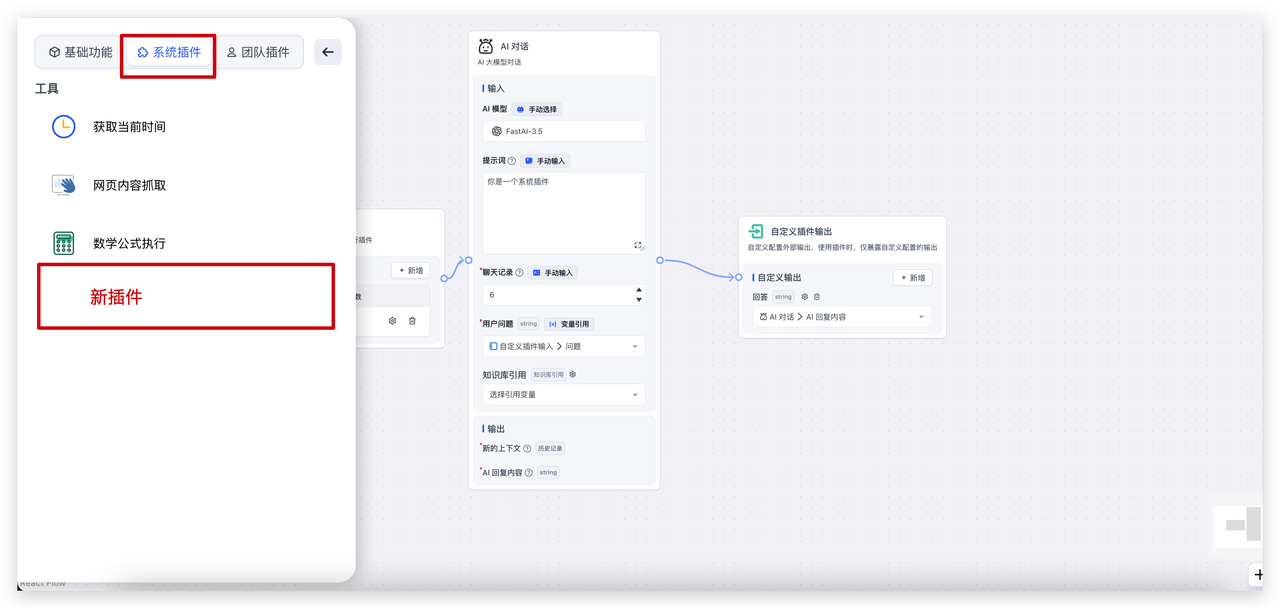 基础功能
系统插件
团队插件
工具
获取当前时间
网页内容抓取
数学公式执行
新插件
行插件
+ 新增
数
AI 对话
AI 大模型对话
输入
AI 模型 手动选择
FastAI-3.5
提示词 手动输入
你是一个系统插件
*聊天记录 手动输入
6
*用户问题 string 变量引用
自定义插件输入 > 问题
知识库引用 知识库引用
选择引用变量
输出
*新的上下文 历史记录
*AI 回复内容 string
自定义插件输出
自定义配置外部输出，使用插件时，仅暴露自定义配置的输出
自定义输出
+ 新增
回答 string
AI 对话 > AI 回复内容
React Flow